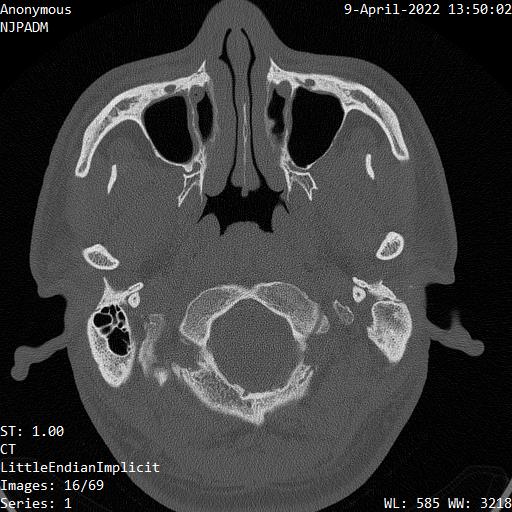 Anonymous
NJPADM
9-April-2022 13:50:02
ST: 1.00
CT
LittleEndianImplicit
Images: 16/69
Series: 1
WL: 585 WW: 3218